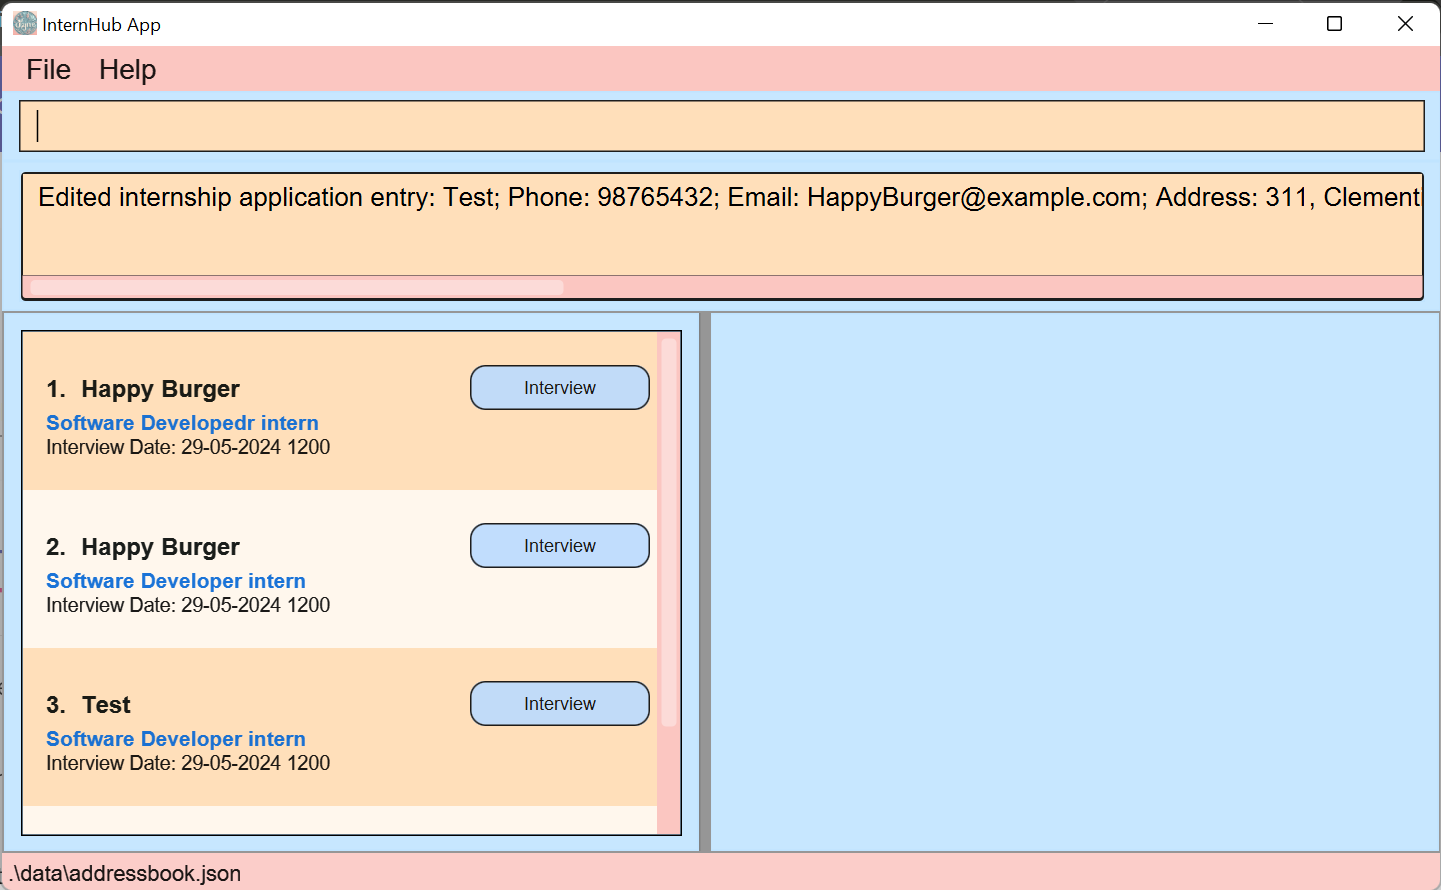 InternHub App
File Help
Edited internship application entry: Test; Phone: 98765432; Email: HappyBurger@example.com; Address: 311, Clementi
1. Happy Burger
Interview
Software Developedr intern
Interview Date: 29-05-2024 1200
2. Happy Burger
Interview
Software Developer intern
Interview Date: 29-05-2024 1200
3. Test
Interview
Software Developer intern
Interview Date: 29-05-2024 1200
.\data\addressbook.json